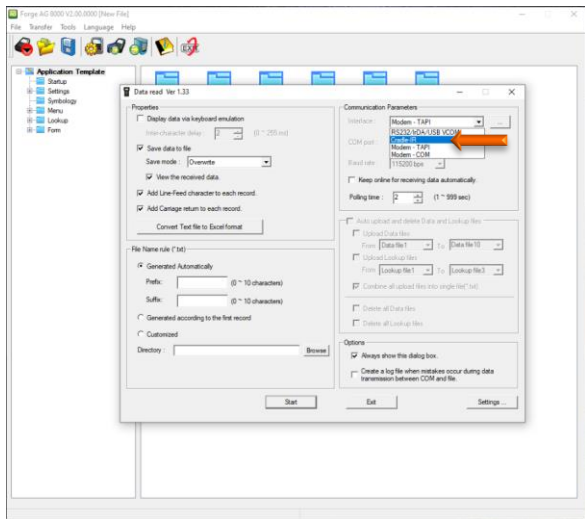 Forge AG 8000 V2.00.0000 [New File]
File Transfer Tools Language Help
Application Template
Startup
Settings
Symbology
Menu
Lookup
Form
Data read Ver 1.33
Properties
Display data via keyboard emulation
Inter-character delay : 2 (0 ~ 255 ms)
Save data to file
Save mode : Overwrite
View the received data.
Add Line-Feed character to each record.
Add Carriage return to each record.
Convert Text file to Excel format
File Name rule (*.txt)
Generated Automatically
Prefix: (0 ~ 10 characters)
Suffix: (0 ~ 10 characters)
Generated according to the first record
Customized
Directory : Browse
Communication Parameters
Interface : Modem - TAPI ...
RS232/IrDA/USB VCOM
Cradle-IR
Modem - TAPI
Modem - COM
COM port
Baud rate 115200 bps
Keep online for receiving data automatically.
Polling time : 2 (1 ~ 999 sec)
Auto upload and delete Data and Lookup files
Upload Data files
From Data file1 To Data file10
Upload Lookup files
From Lookup file1 To Lookup file3
Combine all upload files into single file(*.txt)
Delete all Data files
Delete all Lookup files
Options
Always show this dialog box.
Create a log file when mistakes occur during data
transmission between COM and file.
Start Exit Settings ...